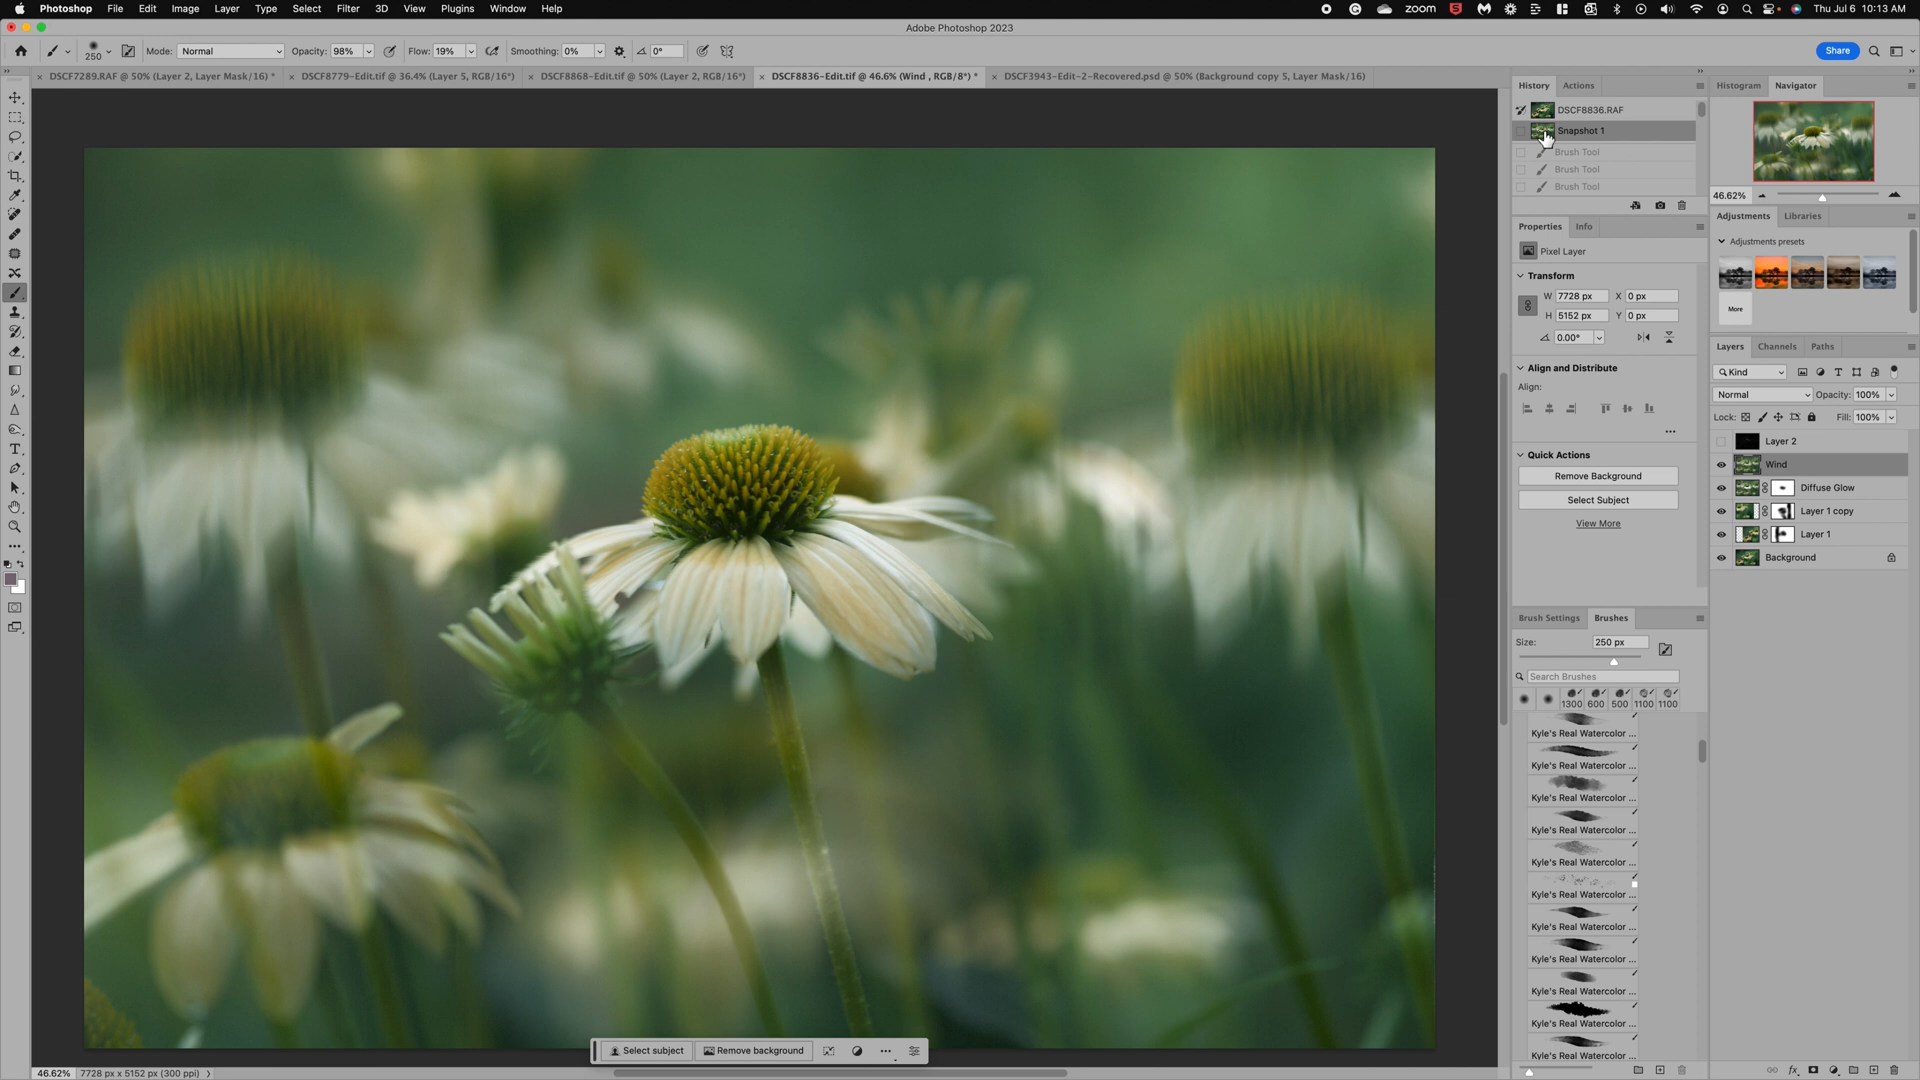 Photoshop File Edit Image Layer Type Select Filter 3D View Plugins Window Help
zoom Thu Jul 6 10:13 AM
Adobe Photoshop 2023
250 Mode: Normal Opacity: 98% Flow: 19% Smoothing: 0% 0° Share
DSCF7289.RAF @ 50% (Layer 2, Layer Mask/16) * DSCF8779-Edit.tif @ 36.4% (Layer 5, RGB/16*) DSCF8868-Edit.tif @ 50% (Layer 2, RGB/16*) DSCF8836-Edit.tif @ 46.6% (Wind , RGB/8*) * DSCF3943-Edit-2-Recovered.psd @ 50% (Background copy 5, Layer Mask/16)
History Actions
DSCF8836.RAF
Snapshot 1
Brush Tool
Brush Tool
Brush Tool
Properties Info
Pixel Layer
Transform
W 7728 px X 0 px
H 5152 px Y 0 px
0.00°
Align and Distribute
Align:
Quick Actions
Remove Background
Select Subject
View More
Brush Settings Brushes
Size: 250 px
Search Brushes
1300 600 500 1100 1100
Kyle's Real Watercolor ...
Kyle's Real Watercolor ...
Kyle's Real Watercolor ...
Kyle's Real Watercolor ...
Kyle's Real Watercolor ...
Kyle's Real Watercolor ...
Kyle's Real Watercolor ...
Kyle's Real Watercolor ...
Kyle's Real Watercolor ...
Kyle's Real Watercolor ...
Kyle's Real Watercolor ...
Histogram Navigator
46.62%
Adjustments Libraries
Adjustments presets
More
Layers Channels Paths
Kind
Normal Opacity: 100%
Lock: Fill: 100%
Layer 2
Wind
Diffuse Glow
Layer 1 copy
Layer 1
Background
Select subject Remove background
46.62% 7728 px x 5152 px (300 ppi)